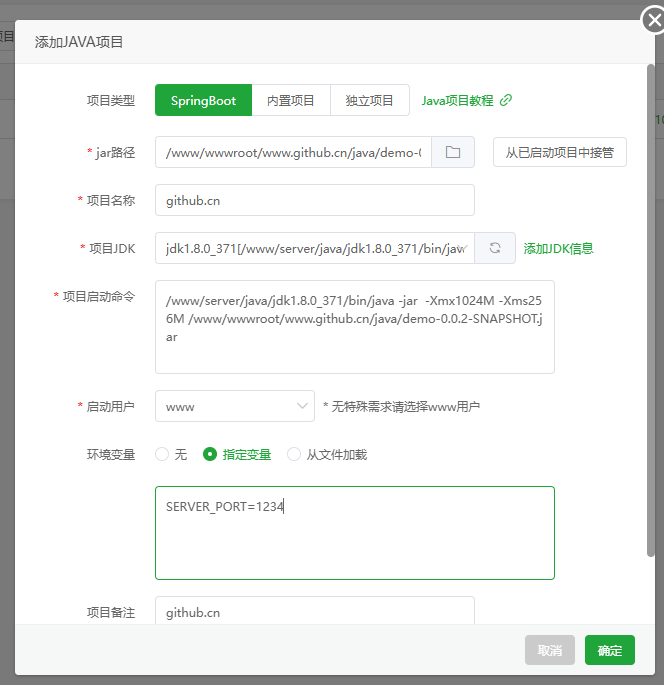 项目
添加JAVA项目
项目类型 SpringBoot 内置项目 独立项目 Java项目教程
* jar路径 /www/wwwroot/www.github.cn/java/demo-0 从已启动项目中接管
* 项目名称 github.cn
* 项目JDK jdk1.8.0_371[/www/server/java/jdk1.8.0_371/bin/jav 添加JDK信息
* 项目启动命令 /www/server/java/jdk1.8.0_371/bin/java -jar  -Xmx1024M -Xms25
6M /www/wwwroot/www.github.cn/java/demo-0.0.2-SNAPSHOT.j
ar
* 启动用户 www * 无特殊需求请选择www用户
环境变量 无 指定变量 从文件加载
SERVER_PORT=1234
项目备注 github.cn
取消 确定